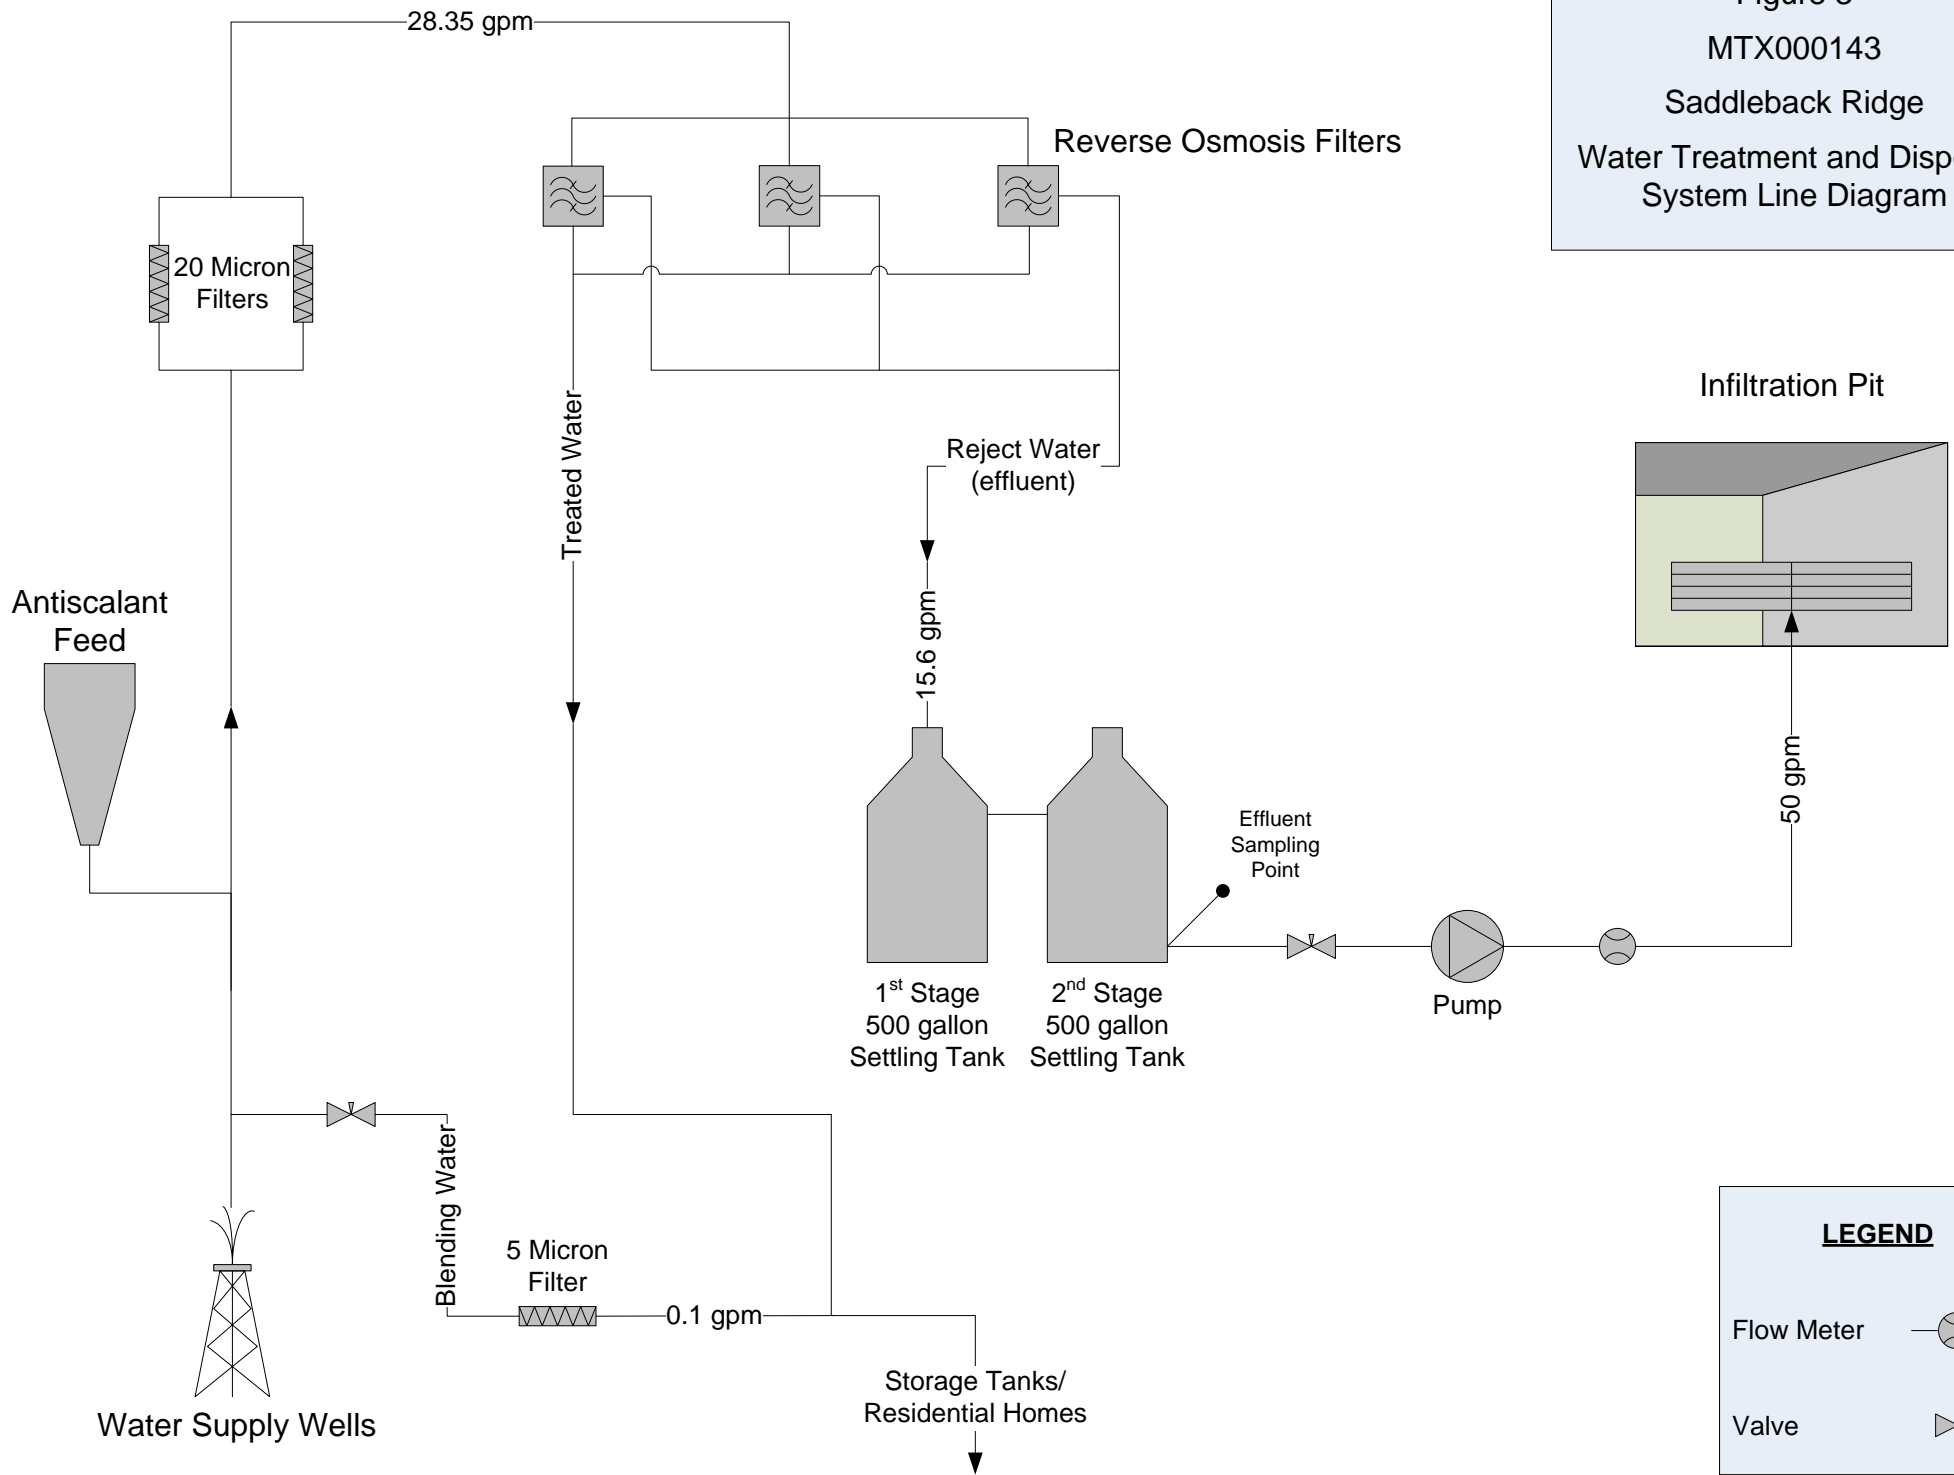 28.35 gpm
MTX000143
Saddleback Ridge
Water Treatment and
System Line Diagram
Reverse Osmosis Filters
20 Micron
Filters
Infiltration Pit
Treated Water
Reject Water
(effluent)
Antiscalant
Feed
15.6 gpm
50 gpm
Effluent
Sampling
Point
1st Stage
500 gallon
Settling Tank
2nd Stage
500 gallon
Settling Tank
Pump
Blending Water
5 Micron
Filter
0.1 gpm
LEGEND
Flow Meter
Valve
Storage Tanks/
Residential Homes
Water Supply Wells